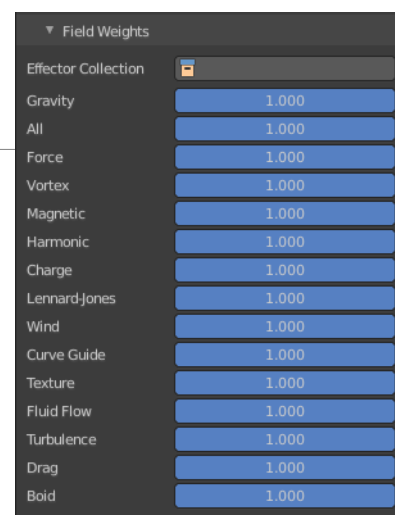 Field Weights
Effector Collection
Gravity 1.000
All 1.000
Force 1.000
Vortex 1.000
Magnetic 1.000
Harmonic 1.000
Charge 1.000
Lennard-Jones 1.000
Wind 1.000
Curve Guide 1.000
Texture 1.000
Fluid Flow 1.000
Turbulence 1.000
Drag 1.000
Boid 1.000